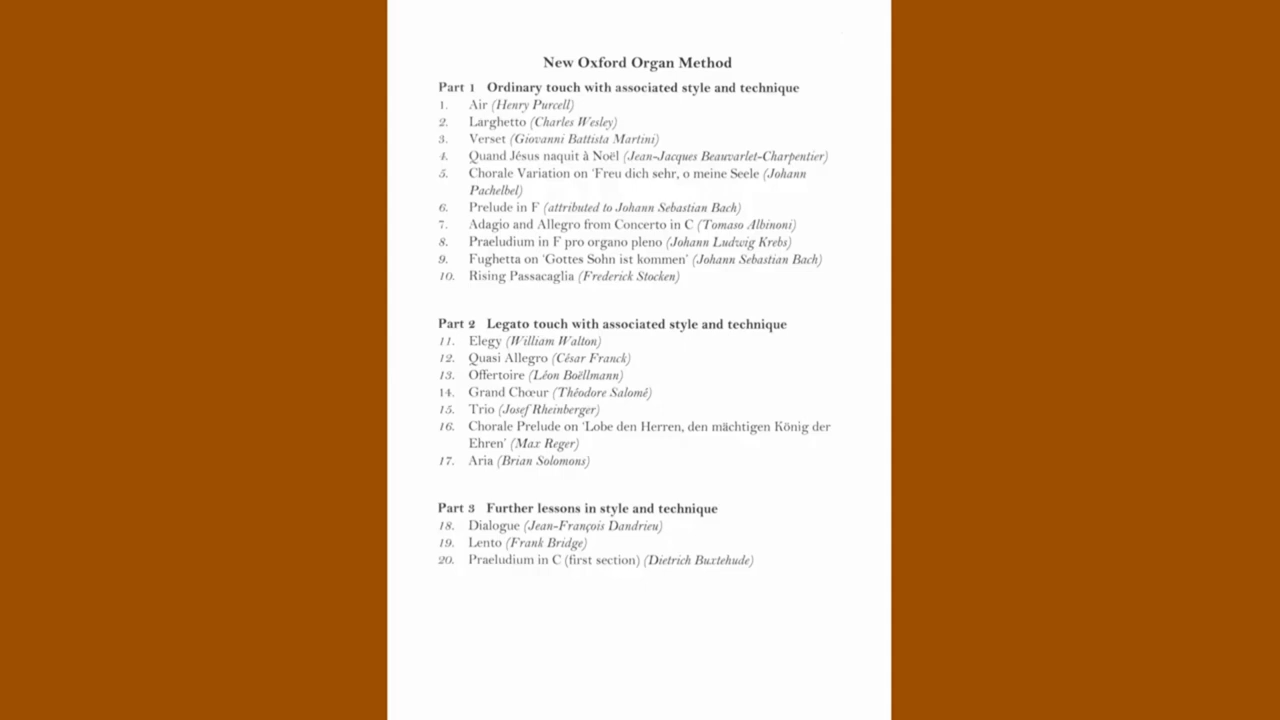 New Oxford Organ Method
Part 1 Ordinary touch with associated style and technique
1. Air (Henry Purcell)
2. Larghetto (Charles Wesley)
3. Verset (Giovanni Battista Martini)
4. Quand Jésus naquit à Noël (Jean-Jacques Beauvarlet-Charpentier)
5. Chorale Variation on ‘Freu dich sehr, o meine Seele (Johann
Pachelbel)
6. Prelude in F (attributed to Johann Sebastian Bach)
7. Adagio and Allegro from Concerto in C (Tomaso Albinoni)
8. Praeludium in F pro organo pleno (Johann Ludwig Krebs)
9. Fughetta on ‘Gottes Sohn ist kommen’ (Johann Sebastian Bach)
10. Rising Passacaglia (Frederick Stocken)
Part 2 Legato touch with associated style and technique
11. Elegy (William Walton)
12. Quasi Allegro (César Franck)
13. Offertoire (Léon Boëllmann)
14. Grand Chœur (Théodore Salomé)
15. Trio (Josef Rheinberger)
16. Chorale Prelude on ‘Lobe den Herren, den mächtigen König der
Ehren’ (Max Reger)
17. Aria (Brian Solomons)
Part 3 Further lessons in style and technique
18. Dialogue (Jean-François Dandrieu)
19. Lento (Frank Bridge)
20. Praeludium in C (first section) (Dietrich Buxtehude)